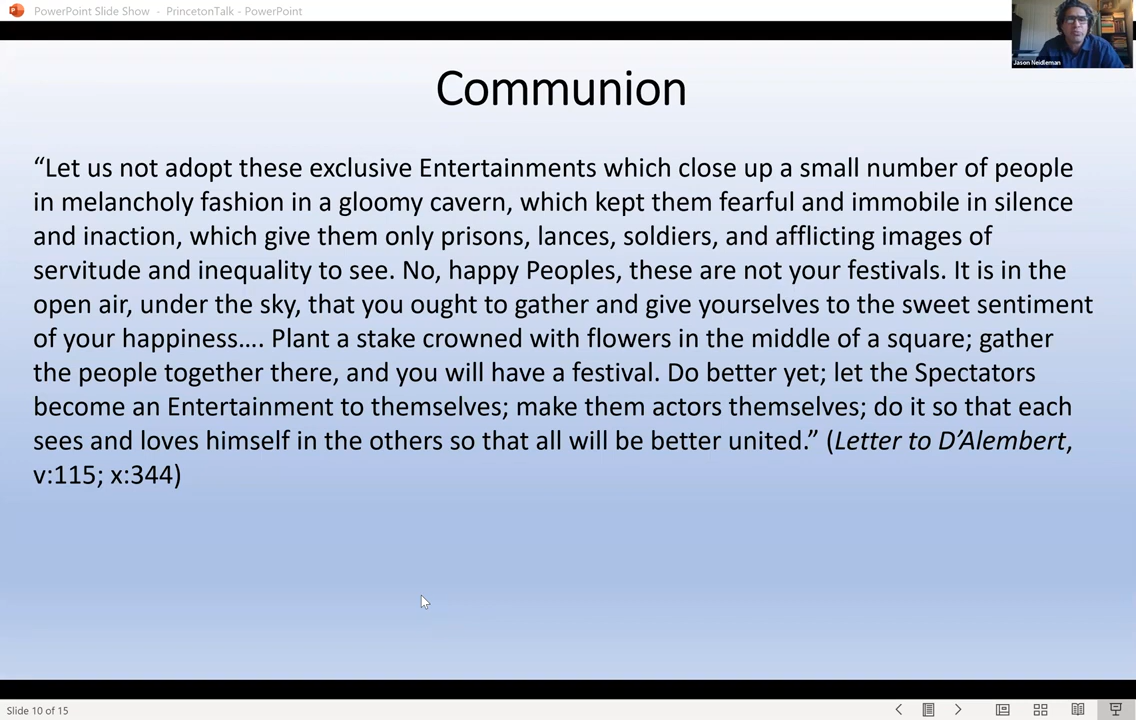 PowerPoint Slide Show - PrincetonTalk - PowerPoint
Jason Neidleman
Communion
“Let us not adopt these exclusive Entertainments which close up a small number of people
in melancholy fashion in a gloomy cavern, which kept them fearful and immobile in silence
and inaction, which give them only prisons, lances, soldiers, and afflicting images of
servitude and inequality to see. No, happy Peoples, these are not your festivals. It is in the
open air, under the sky, that you ought to gather and give yourselves to the sweet sentiment
of your happiness…. Plant a stake crowned with flowers in the middle of a square; gather
the people together there, and you will have a festival. Do better yet; let the Spectators
become an Entertainment to themselves; make them actors themselves; do it so that each
sees and loves himself in the others so that all will be better united.” (Letter to D’Alembert,
v:115; x:344)
Slide 10 of 15